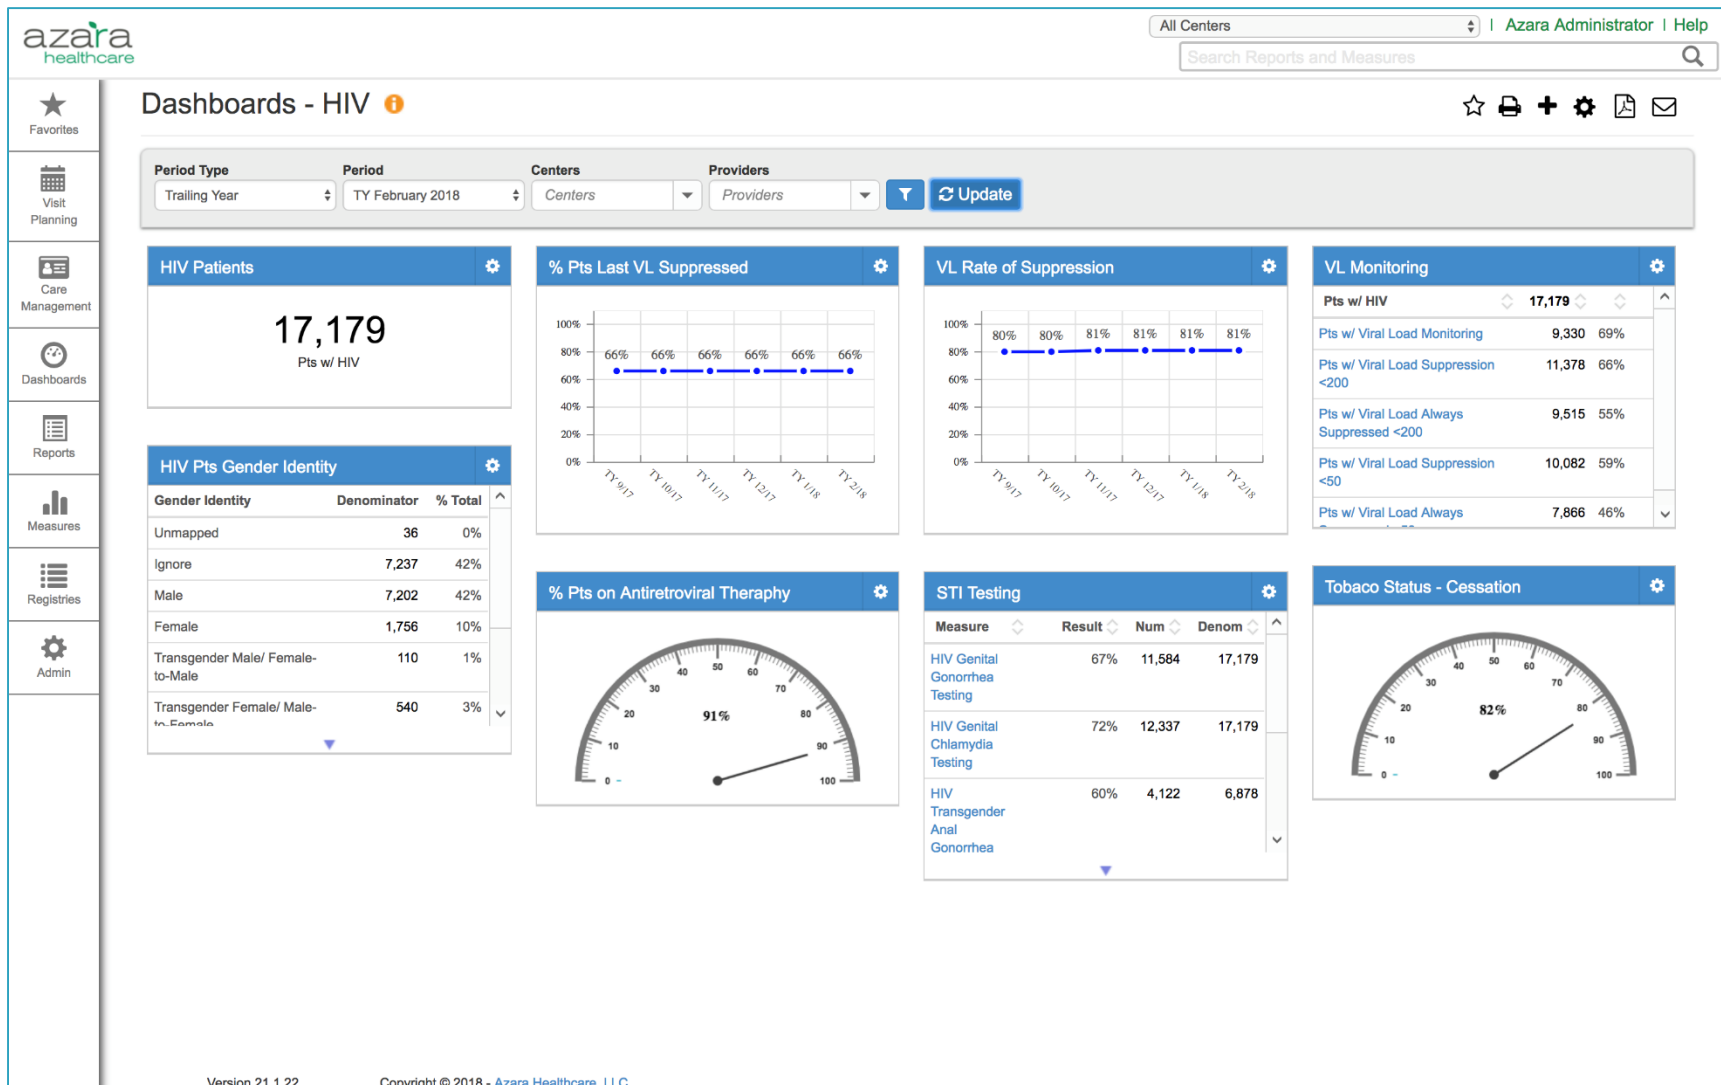 azara
healthcare
All Centers
| Azara Administrator | Help
Search Reports and Measures
Favorites
Visit
Planning
Care
Management
Dashboards
Reports
Measures
Registries
Admin
Dashboards - HIV
Period Type
Trailing Year
Period
TY February 2018
Centers
Centers
Providers
Providers
Update
HIV Patients
17,179
Pts w/ HIV
% Pts Last VL Suppressed
100%
80%
60%
40%
20%
0%
66% 66% 66% 66% 66% 66%
TY 9/17 TY 10/17 TY 11/17 TY 12/17 TY 1/18 TY 2/18
VL Rate of Suppression
100%
80%
60%
40%
20%
0%
80% 80% 81% 81% 81% 81%
TY 9/17 TY 10/17 TY 11/17 TY 12/17 TY 1/18 TY 2/18
VL Monitoring
Pts w/ HIV 17,179
Pts w/ Viral Load Monitoring 9,330 69%
Pts w/ Viral Load Suppression 11,378 66%
<200
Pts w/ Viral Load Always 9,515 55%
Suppressed <200
Pts w/ Viral Load Suppression 10,082 59%
<50
Pts w/ Viral Load Always 7,866 46%
HIV Pts Gender Identity
Gender Identity Denominator % Total
Unmapped 36 0%
Ignore 7,237 42%
Male 7,202 42%
Female 1,756 10%
Transgender Male/ Female- 110 1%
to-Male
Transgender Female/ Male- 540 3%
to-Female
% Pts on Antiretroviral Theraphy
0 10 20 30 40 50 60 70 80 90 100
91%
STI Testing
Measure Result Num Denom
HIV Genital 67% 11,584 17,179
Gonorrhea
Testing
HIV Genital 72% 12,337 17,179
Chlamydia
Testing
HIV 60% 4,122 6,878
Transgender
Anal
Gonorrhea
Tobaco Status - Cessation
0 10 20 30 40 50 60 70 80 90 100
82%
Version 21.1.22 Copyright © 2018 - Azara Healthcare, LLC